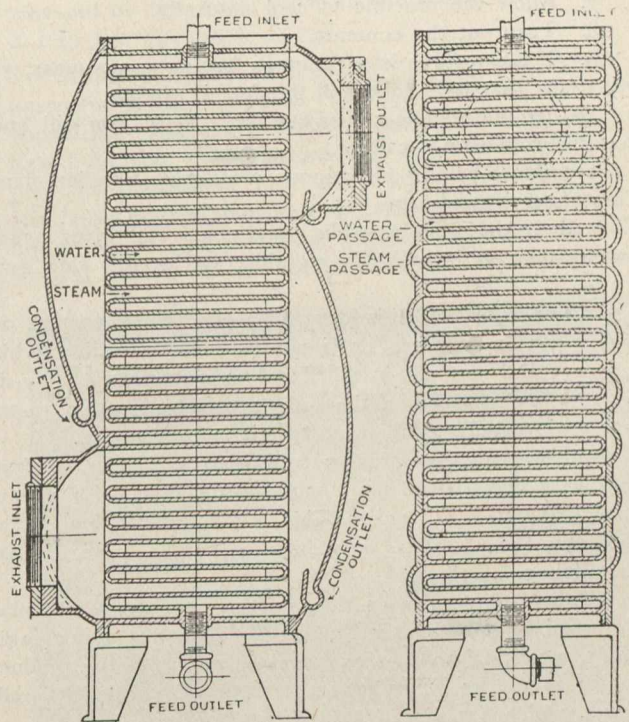 FEED INLET
FEED INLET
EXHAUST OUTLET
WATER
PASSAGE
WATER
STEAM
PASSAGE
STEAM
CONDENSATION
OUTLET
EXHAUST INLET
CONDENSATION
OUTLET
FEED OUTLET
FEED OUTLET